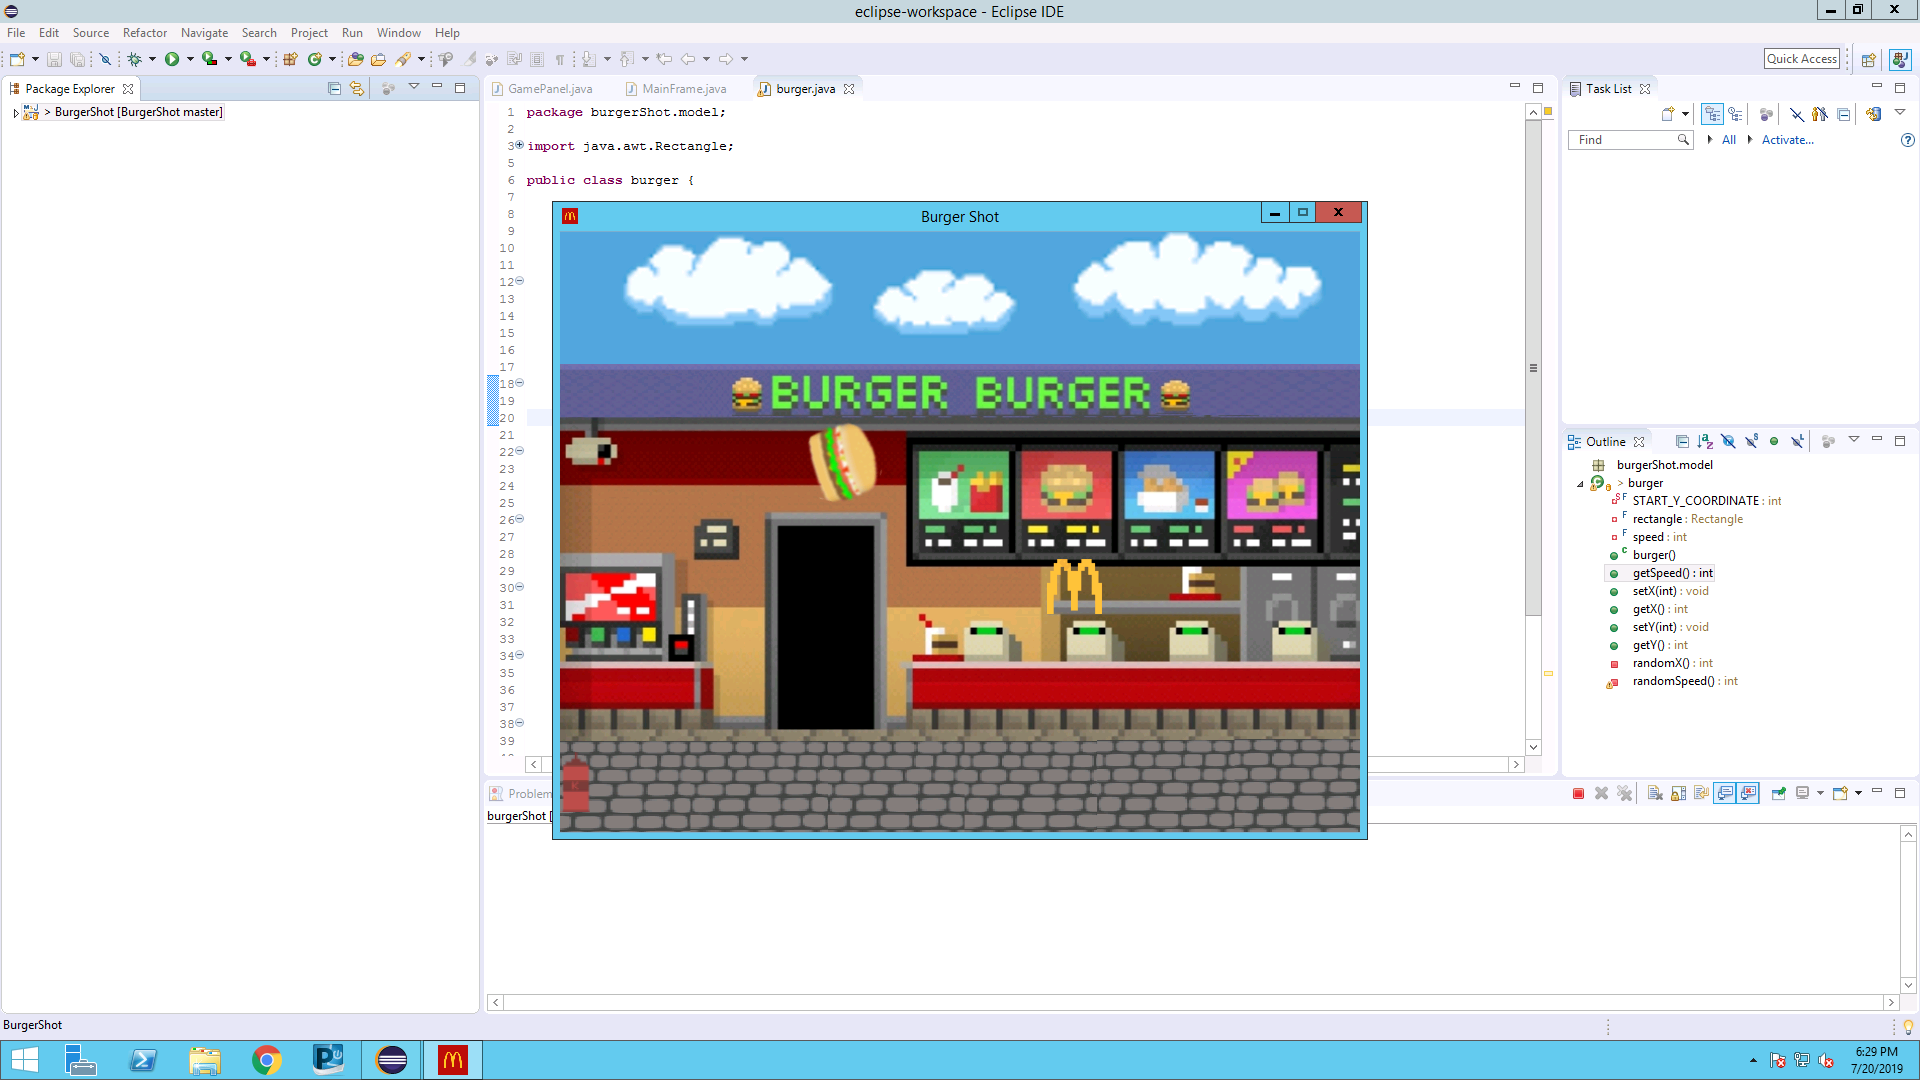 eclipse-workspace - Eclipse IDE
File Edit Source Refactor Navigate Search Project Run Window Help
Quick Access
Package Explorer
> BurgerShot [BurgerShot master]
GamePanel.java MainFrame.java burger.java
1 package burgerShot.model;
2
3 import java.awt.Rectangle;
5
6 public class burger {
7
8
9
10
11
12
13
14
15
16
17
18
19
20
21
22
23
24
25
26
27
28
29
30
31
32
33
34
35
36
37
38
39
Burger Shot
BURGER BURGER
Task List
Find
All
Activate...
Outline
burgerShot.model
> burger
START_Y_COORDINATE : int
rectangle : Rectangle
speed : int
burger()
getSpeed() : int
setX(int) : void
getX() : int
setY(int) : void
getY() : int
randomX() : int
randomSpeed() : int
Problem
burgerShot [
BurgerShot
6:29 PM
7/20/2019